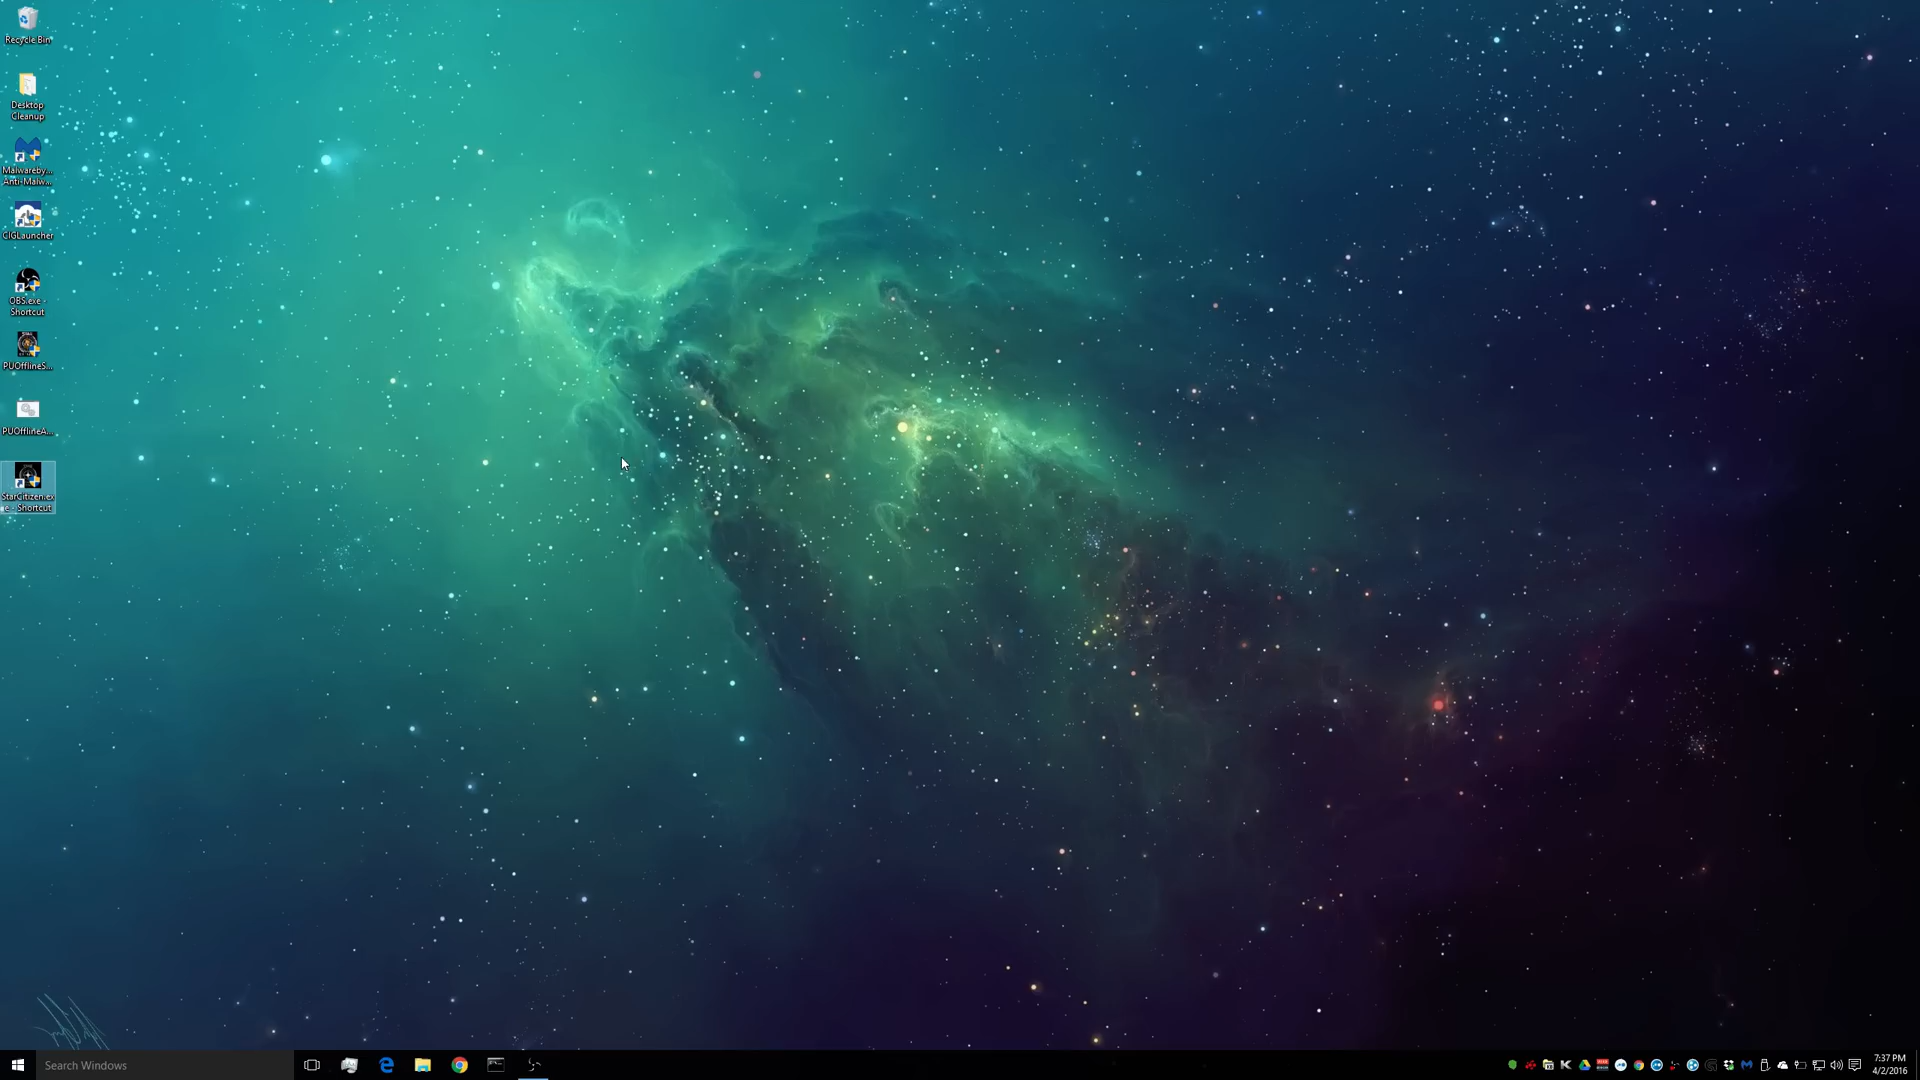 Recycle Bin
Desktop
Cleanup
Malwareby...
Anti-Malw...
CIGLauncher
OBS.exe -
Shortcut
PUOfflineS...
PUOfflineA...
StarCitizen.ex
e - Shortcut
Search Windows
7:37 PM
4/2/2016